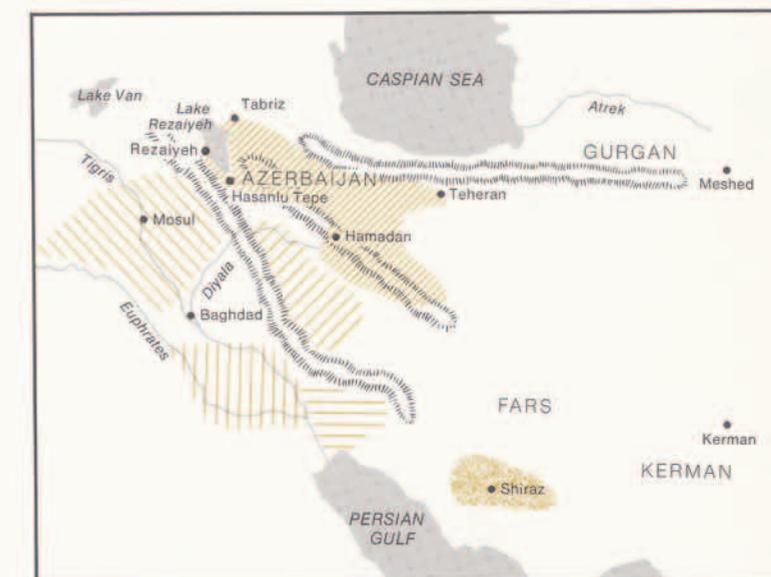 CASPIAN SEA
Lake Van
Lake
Rezaiyeh
Tabriz
Atrek
Rezaiyeh
GURGAN
Tigris
AZERBAIJAN
Meshed
Hasanlu Tepe
Teheran
Mosul
Hamadan
Diyala
Baghdad
Euphrates
FARS
Kerman
KERMAN
Shiraz
PERSIAN
GULF